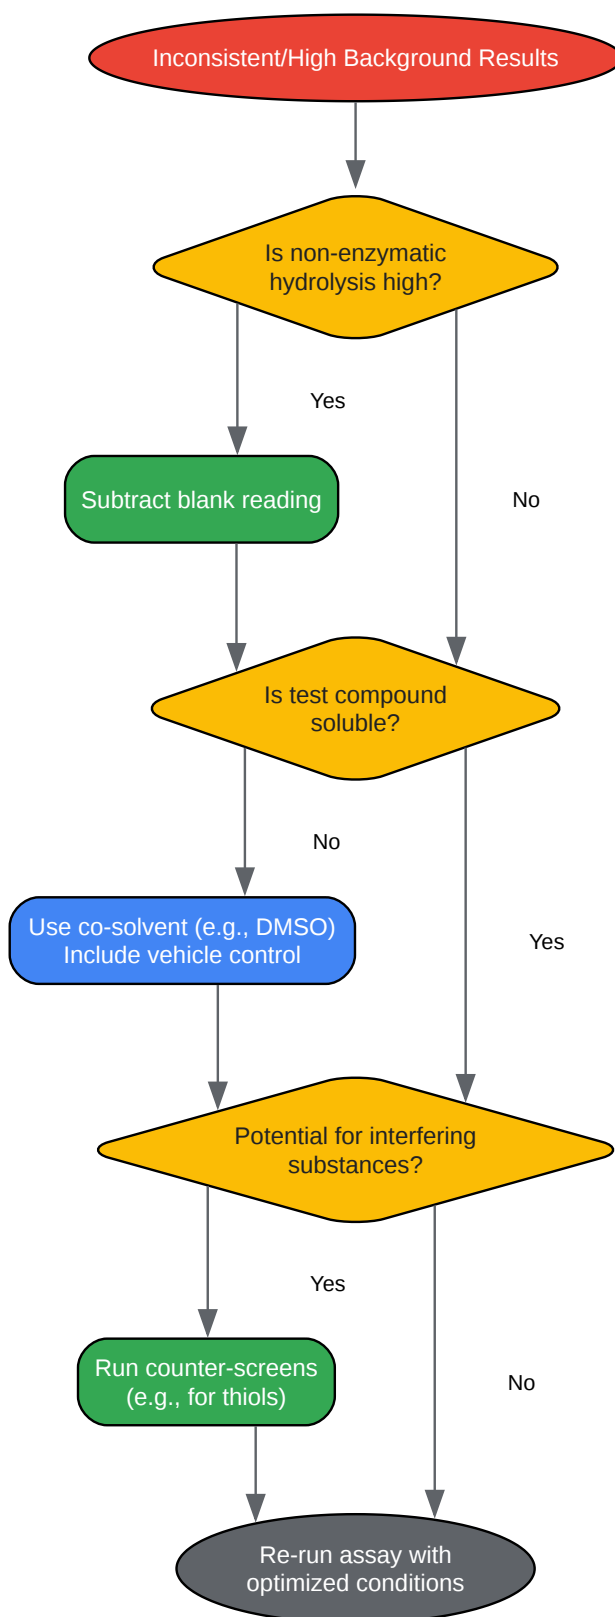 Inconsistent/High Background Results
Is non-enzymatic
hydrolysis high?
Yes
Subtract blank reading
No
Is test compound
soluble?
No
Use co-solvent (e.g., DMSO)
Include vehicle control
Yes
Potential for interfering
substances?
Yes
Run counter-screens
(e.g., for thiols)
No
Re-run assay with
optimized conditions